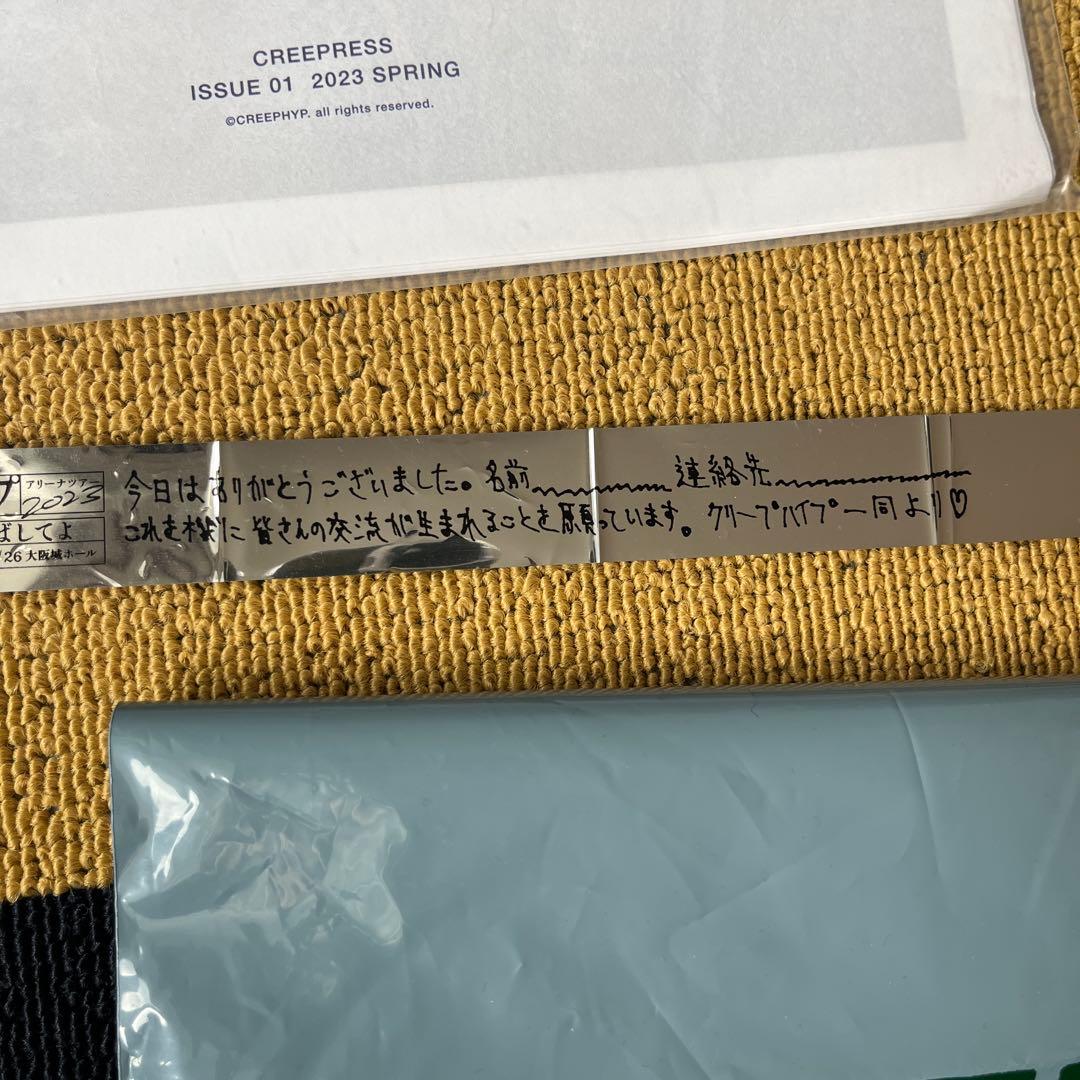 CREEPRESS
ISSUE 01 2023 SPRING
©CREEPHYP. all rights reserved.
プ アリーナツアー
2023
ばしてよ
/26 大阪城ホール
今日はありがとうございました。名前 連絡先
これを機に皆さんの交流が生まれることを願っています。クリープハイプ一同より♡